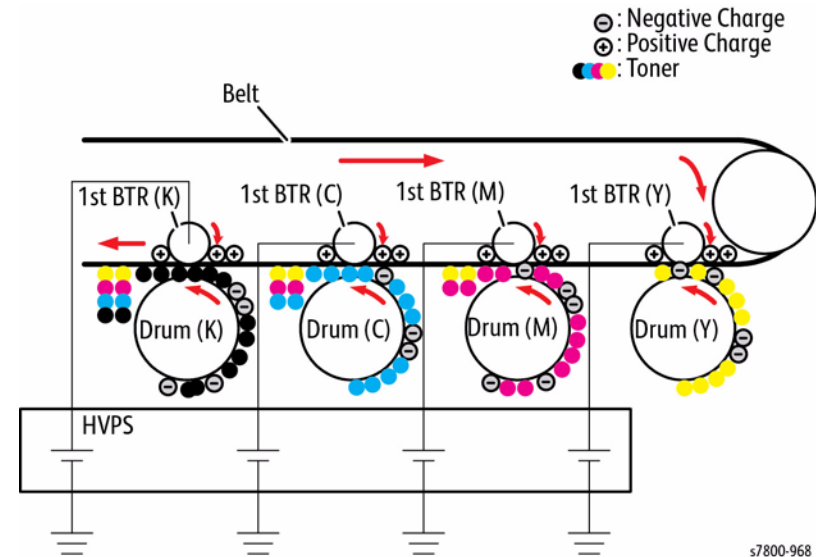 ⊖: Negative Charge
⊕: Positive Charge
: Toner
Belt
1st BTR (K)
1st BTR (C)
1st BTR (M)
1st BTR (Y)
Drum (K)
Drum (C)
Drum (M)
Drum (Y)
HVPS
s7800-968